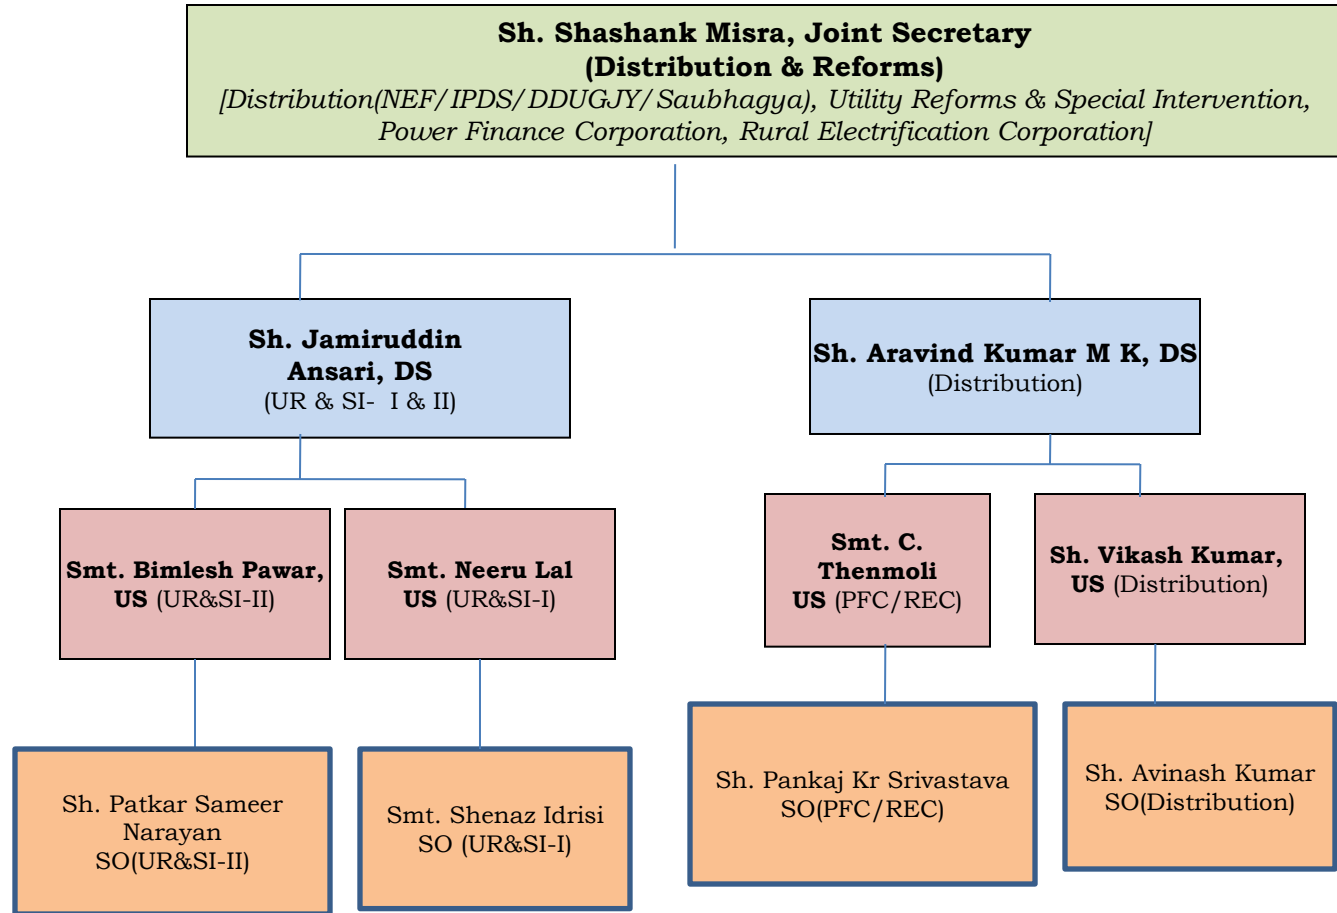 Sh. Shashank Misra, Joint Secretary
(Distribution & Reforms)
[Distribution(NEF/IPDS/DDUGJY/Saubhagya), Utility Reforms & Special Intervention,
Power Finance Corporation, Rural Electrification Corporation]
Sh. Jamiruddin
Ansari, DS
(UR & SI- I & II)
Sh. Aravind Kumar M K, DS
(Distribution)
Smt. Bimlesh Pawar,
US (UR&SI-II)
Smt. Neeru Lal
US (UR&SI-I)
Smt. C.
Thenmoli
US (PFC/REC)
Sh. Vikash Kumar,
US (Distribution)
Sh. Patkar Sameer
Narayan
SO(UR&SI-II)
Smt. Shenaz Idrisi
SO (UR&SI-I)
Sh. Pankaj Kr Srivastava
SO(PFC/REC)
Sh. Avinash Kumar
SO(Distribution)